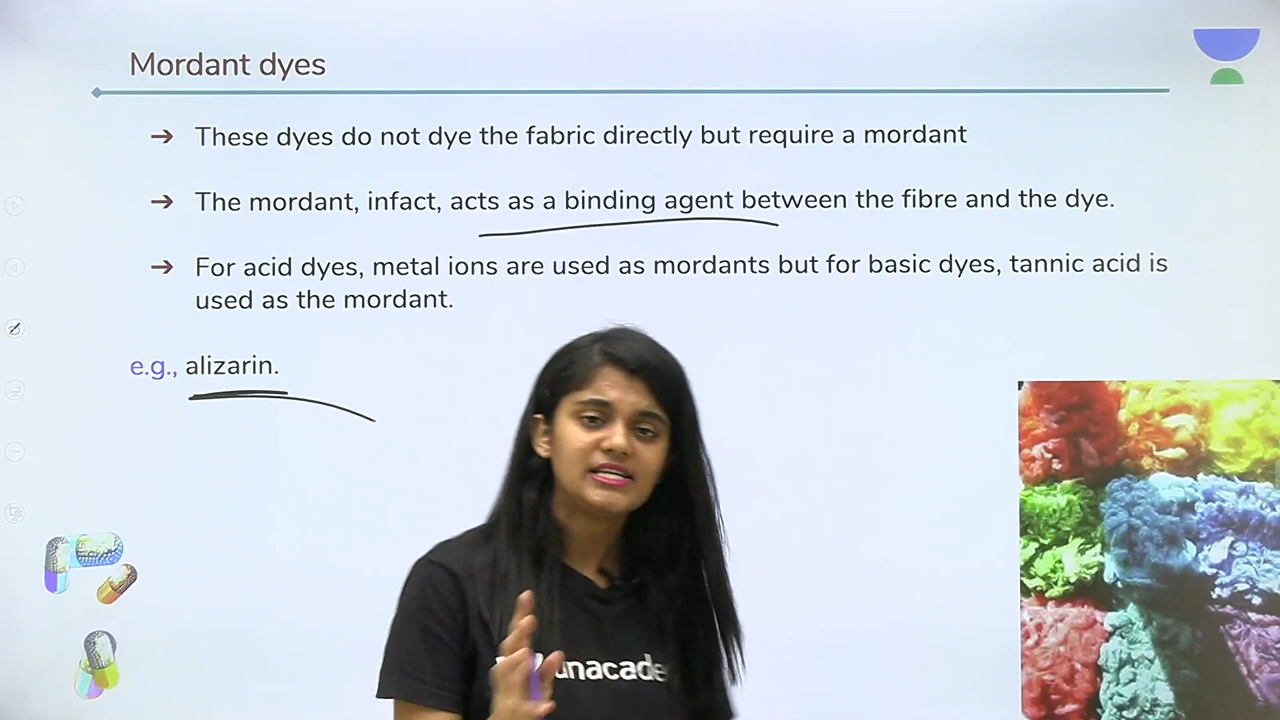 Mordant dyes
→ These dyes do not dye the fabric directly but require a mordant
→ The mordant, infact, acts as a binding agent between the fibre and the dye.
→ For acid dyes, metal ions are used as mordants but for basic dyes, tannic acid is
used as the mordant.
e.g., alizarin.
unacade